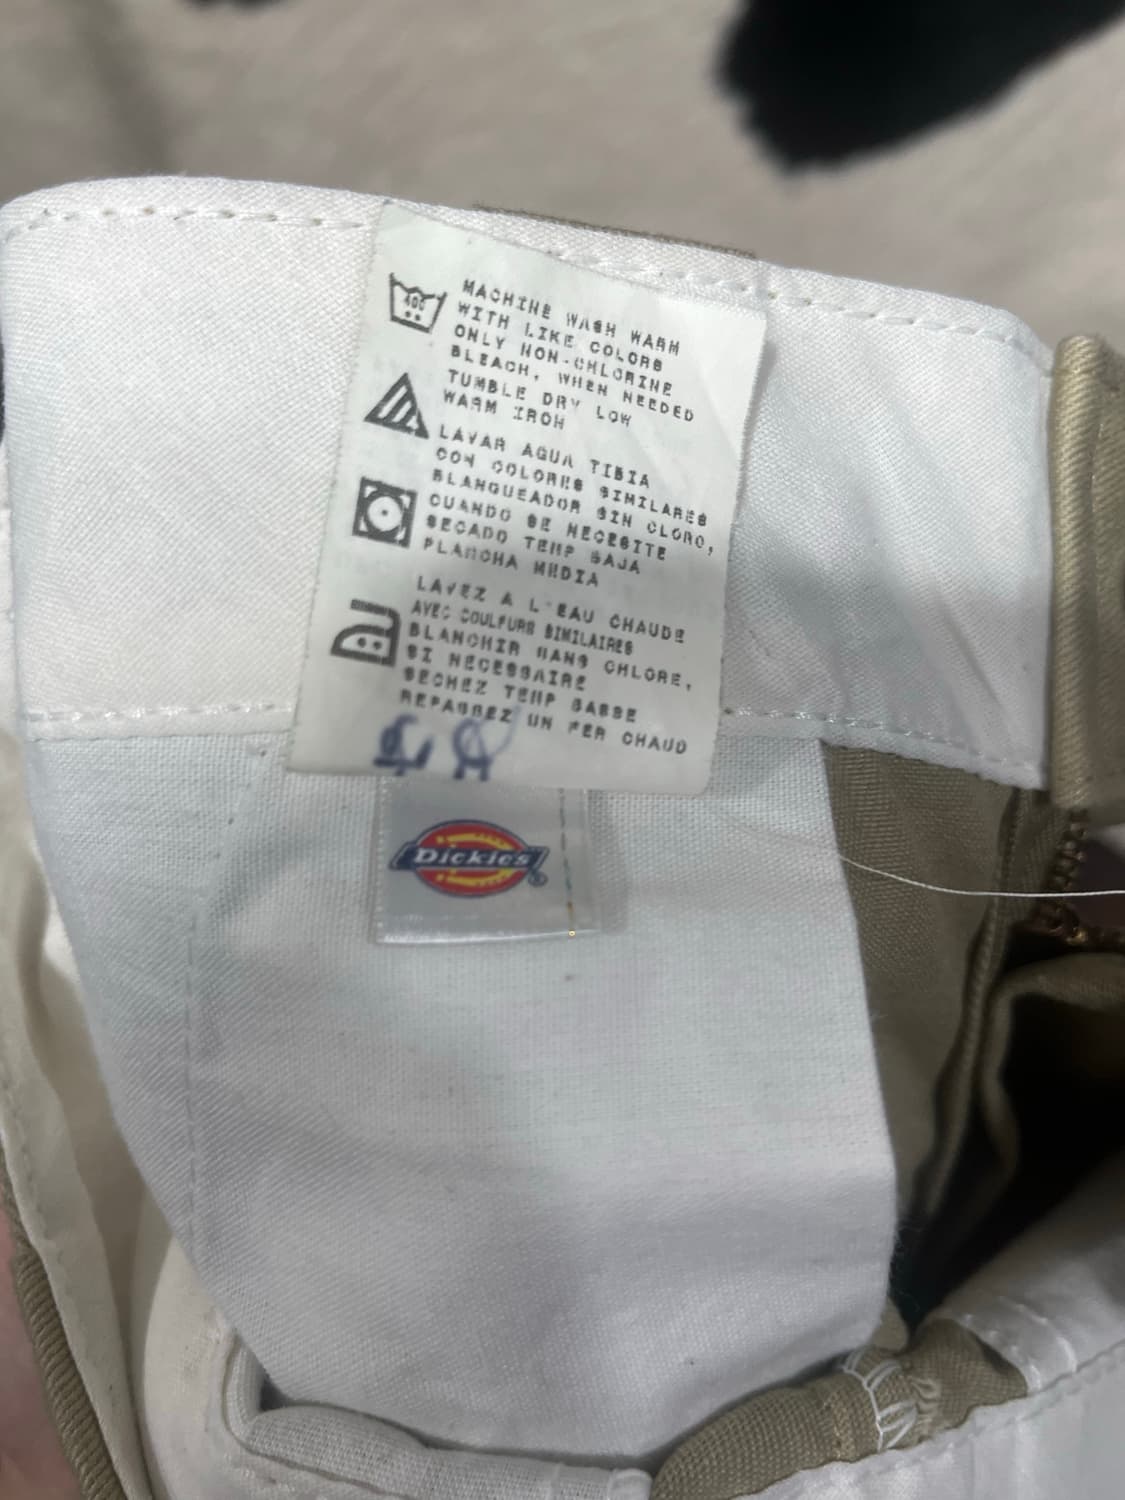 40C
MACHINE WASH WARM
WITH LIKE COLORS
ONLY NON-CHLORINE
BLEACH, WHEN NEEDED
TUMBLE DRY LOW
WARM IRON
LAVAR AGUA TIBIA
CON COLORES SIMILARES
BLANQUEADOR SIN CLORO,
CUANDO SE NECESITE
SECADO TEMP BAJA
PLANCHA MEDIA
LAVEZ A L'EAU CHAUDE
AVEC COULEURS SIMILAIRES
BLANCHIR SANS CHLORE,
SI NECESSAIRE
SECHEZ TEMP BASSE
REPASSEZ UN FER CHAUD
Dickies®